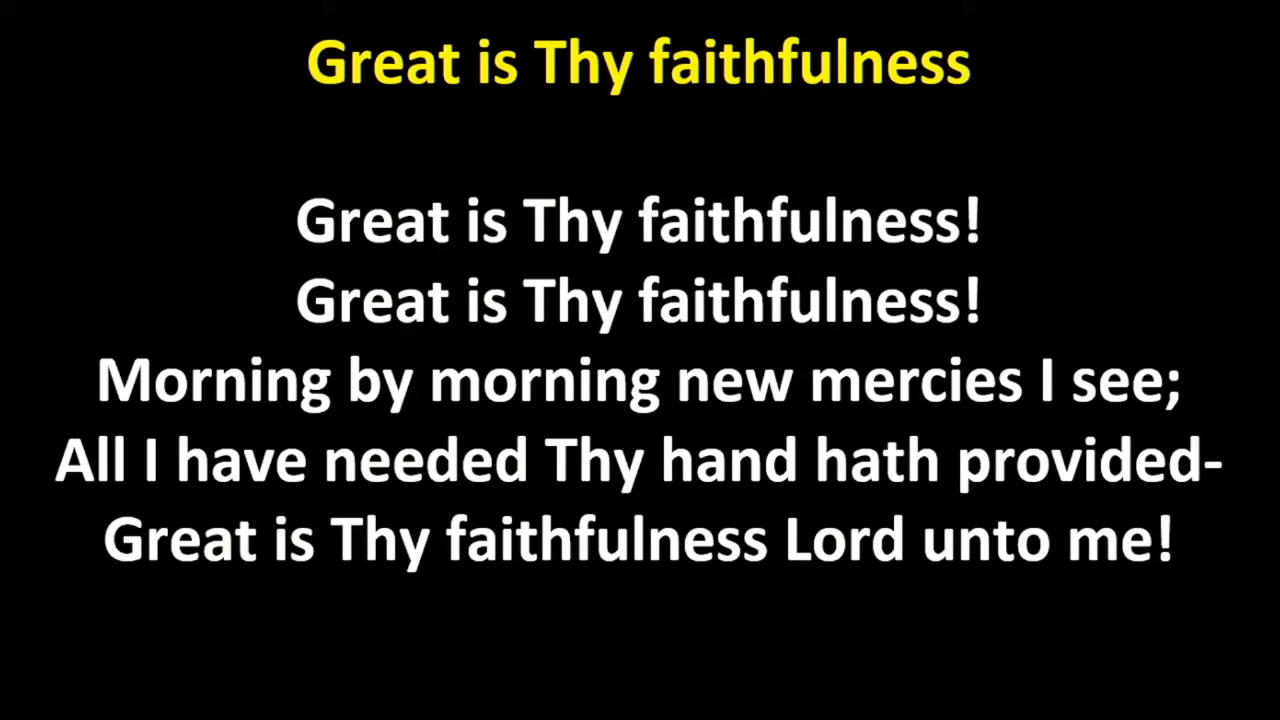 Great is Thy faithfulness
Great is Thy faithfulness!
Great is Thy faithfulness!
Morning by morning new mercies I see;
All I have needed Thy hand hath provided-
Great is Thy faithfulness Lord unto me!